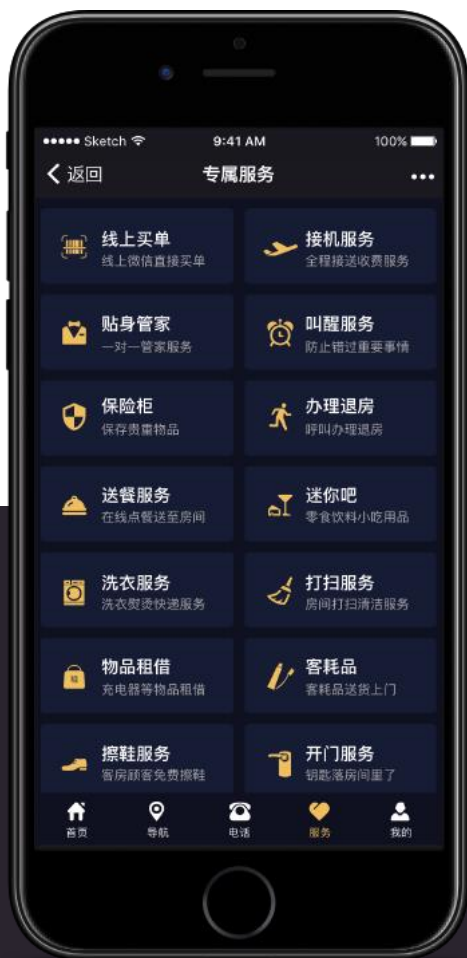 ●●●●● Sketch 9:41 AM 100%
返回 专属服务 •••
线上买单 接机服务
线上微信直接买单 全程接送收费服务
贴身管家 叫醒服务
一对一管家服务 防止错过重要事情
保险柜 办理退房
保存贵重物品 呼叫办理退房
送餐服务 迷你吧
在线点餐送至房间 零食饮料小吃用品
洗衣服务 打扫服务
洗衣熨烫快递服务 房间打扫清洁服务
物品租借 客耗品
充电器等物品租借 客耗品送货上门
擦鞋服务 开门服务
客房顾客免费擦鞋 钥匙落房间里了
首页 导航 电话 服务 我的